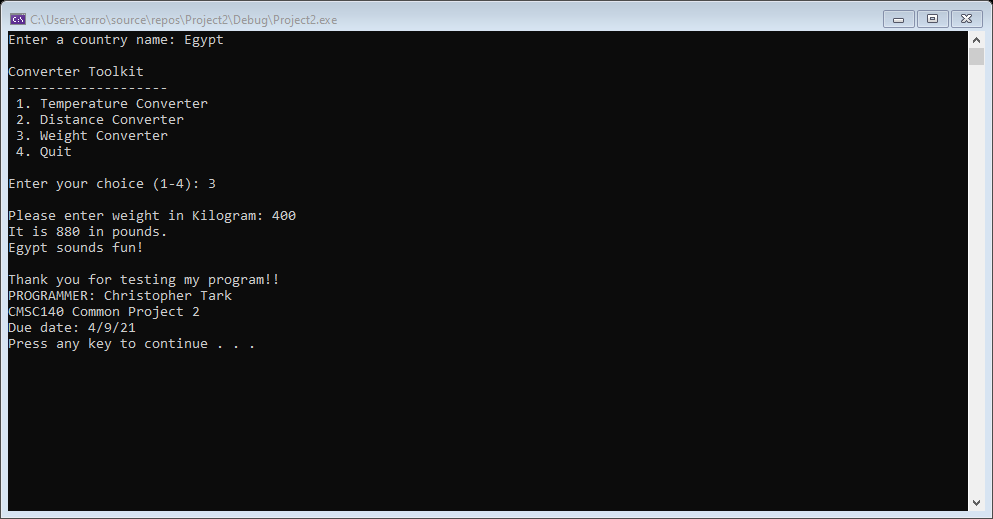 C:\Users\carro\source\repos\Project2\Debug\Project2.exe
Enter a country name: Egypt
Converter Toolkit
--------------------
1. Temperature Converter
2. Distance Converter
3. Weight Converter
4. Quit
Enter your choice (1-4): 3
Please enter weight in Kilogram: 400
It is 880 in pounds.
Egypt sounds fun!
Thank you for testing my program!!
PROGRAMMER: Christopher Tark
CMSC140 Common Project 2
Due date: 4/9/21
Press any key to continue . . .